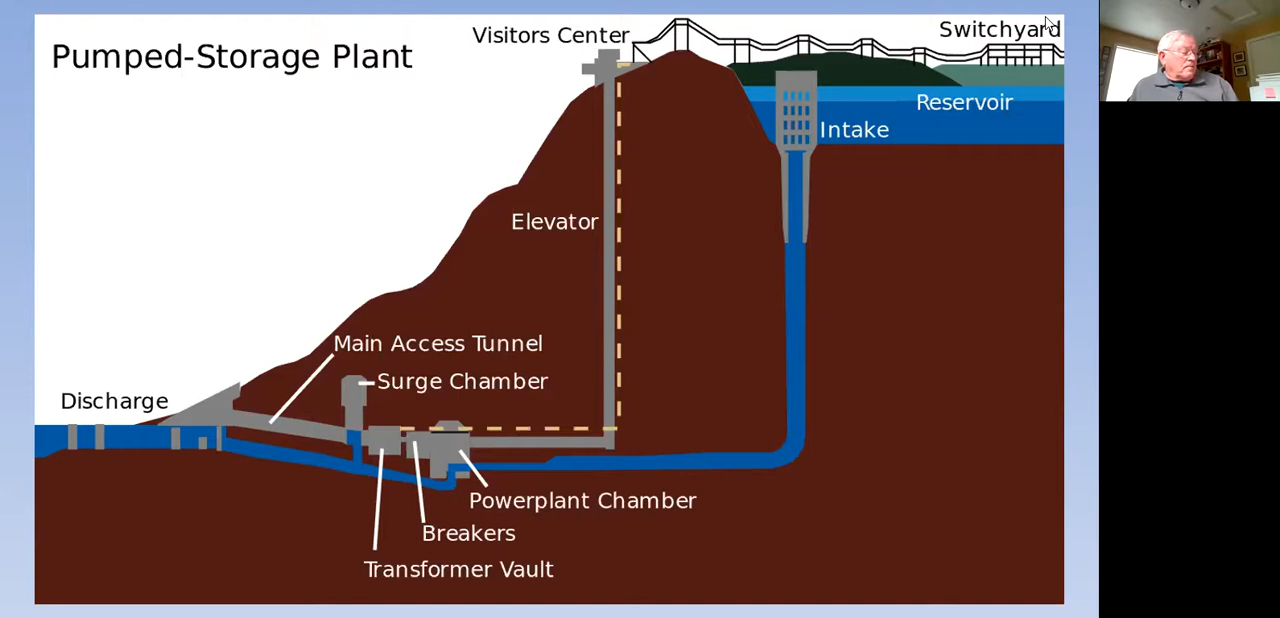 Pumped-Storage Plant
Visitors Center
Switchyard
Reservoir
Intake
Elevator
Main Access Tunnel
Surge Chamber
Discharge
Powerplant Chamber
Breakers
Transformer Vault